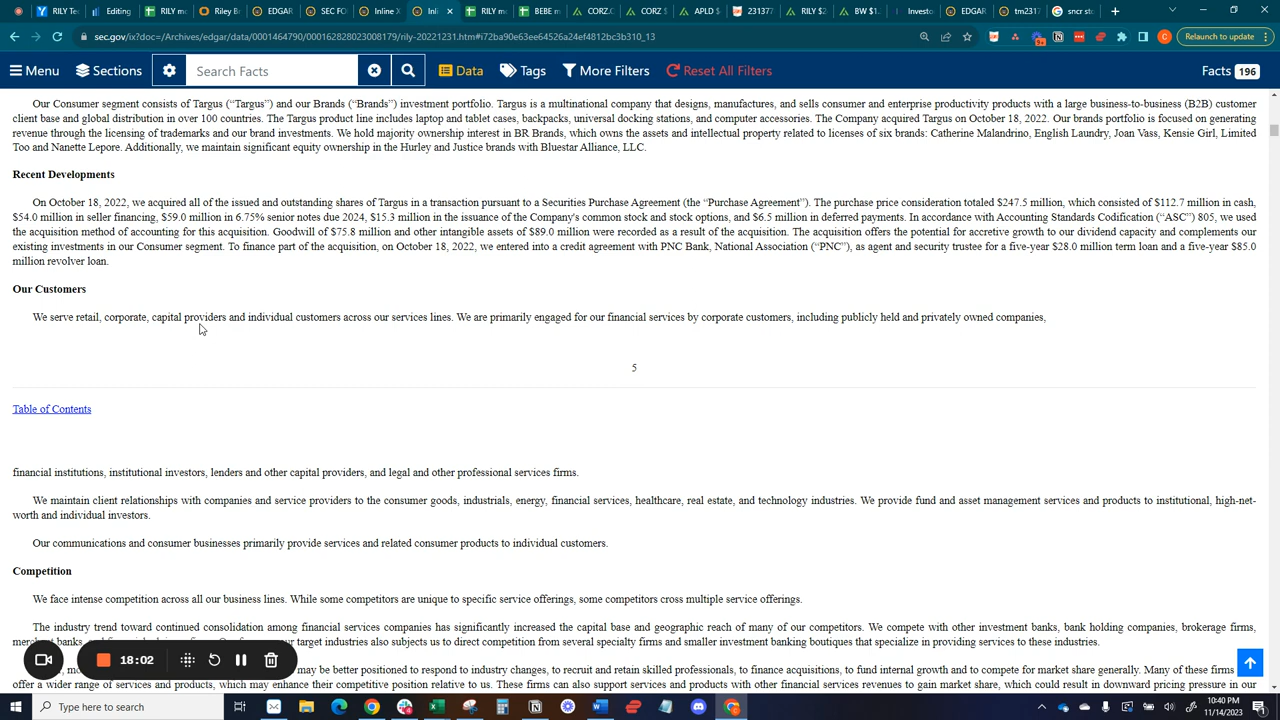 RILY Tec
Editing
RILY mo
Riley Be
EDGAR
SEC FO
Inline X
Inli
RILY mo
BEBE m
CORZ.C
CORZ S
APLD $
231377
RILY $2
BW $1.
Invest
EDGAR
tm2317
sncr sto
sec.gov/ix?doc=/Archives/edgar/data/0001464790/000162828023008179/rily-20221231.htm#i72ba90e63ee64526a24ef4812bc3b310_13
Relaunch to update
Menu
Sections
Search Facts
Data
Tags
More Filters
Reset All Filters
Facts 196
Our Consumer segment consists of Targus (“Targus”) and our Brands (“Brands”) investment portfolio. Targus is a multinational company that designs, manufactures, and sells consumer and enterprise productivity products with a large business-to-business (B2B) customer
client base and global distribution in over 100 countries. The Targus product line includes laptop and tablet cases, backpacks, universal docking stations, and computer accessories. The Company acquired Targus on October 18, 2022. Our brands portfolio is focused on generating
revenue through the licensing of trademarks and our brand investments. We hold majority ownership interest in BR Brands, which owns the assets and intellectual property related to licenses of six brands: Catherine Malandrino, English Laundry, Joan Vass, Kensie Girl, Limited
Too and Nanette Lepore. Additionally, we maintain significant equity ownership in the Hurley and Justice brands with Bluestar Alliance, LLC.
Recent Developments
On October 18, 2022, we acquired all of the issued and outstanding shares of Targus in a transaction pursuant to a Securities Purchase Agreement (the “Purchase Agreement”). The purchase price consideration totaled $247.5 million, which consisted of $112.7 million in cash,
$54.0 million in seller financing, $59.0 million in 6.75% senior notes due 2024, $15.3 million in the issuance of the Company's common stock and stock options, and $6.5 million in deferred payments. In accordance with Accounting Standards Codification (“ASC”) 805, we used
the acquisition method of accounting for this acquisition. Goodwill of $75.8 million and other intangible assets of $89.0 million were recorded as a result of the acquisition. The acquisition offers the potential for accretive growth to our dividend capacity and complements our
existing investments in our Consumer segment. To finance part of the acquisition, on October 18, 2022, we entered into a credit agreement with PNC Bank, National Association (“PNC”), as agent and security trustee for a five-year $28.0 million term loan and a five-year $85.0
million revolver loan.
Our Customers
We serve retail, corporate, capital providers and individual customers across our services lines. We are primarily engaged for our financial services by corporate customers, including publicly held and privately owned companies,
5
Table of Contents
financial institutions, institutional investors, lenders and other capital providers, and legal and other professional services firms.
We maintain client relationships with companies and service providers to the consumer goods, industrials, energy, financial services, healthcare, real estate, and technology industries. We provide fund and asset management services and products to institutional, high-net-
worth and individual investors.
Our communications and consumer businesses primarily provide services and related consumer products to individual customers.
Competition
We face intense competition across all our business lines. While some competitors are unique to specific service offerings, some competitors cross multiple service offerings.
The industry trend toward continued consolidation among financial services companies has significantly increased the capital base and geographic reach of many of our competitors. We compete with other investment banks, bank holding companies, brokerage firms,
target industries also subjects us to direct competition from several specialty firms and smaller investment banking boutiques that specialize in providing services to these industries.
may be better positioned to respond to industry changes, to recruit and retain skilled professionals, to finance acquisitions, to fund internal growth and to compete for market share generally. Many of these firms
offer a wider range of services and products, which may enhance their competitive position relative to us. These firms can also support services and products with other financial services revenues to gain market share, which could result in downward pricing pressure in our
18:02
Type here to search
10:40 PM
11/14/2023